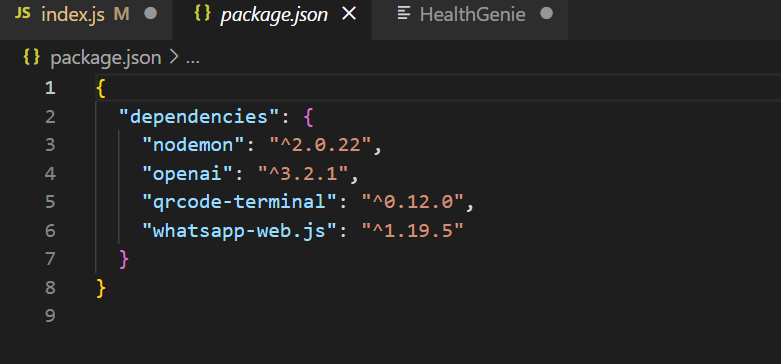 JS index.js M ●
{} package.json ×
HealthGenie ●
{} package.json > ...
1 {
2 "dependencies": {
3 "nodemon": "^2.0.22",
4 "openai": "^3.2.1",
5 "qrcode-terminal": "^0.12.0",
6 "whatsapp-web.js": "^1.19.5"
7 }
8 }
9